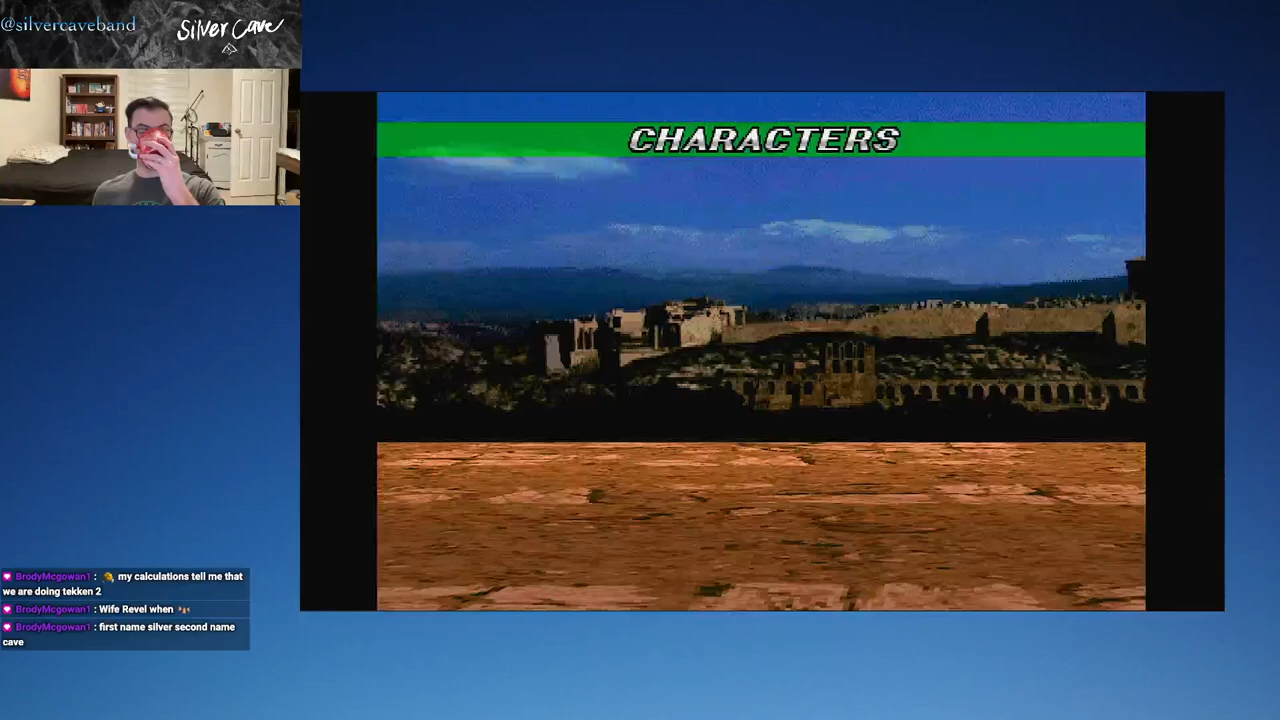 @silvercaveband
Silver Cave
CHARACTERS
BrodyMcgowan1 : my calculations tell me that
we are doing tekken 2
BrodyMcgowan1 : Wife Revel when
BrodyMcgowan1 : first name silver second name
cave